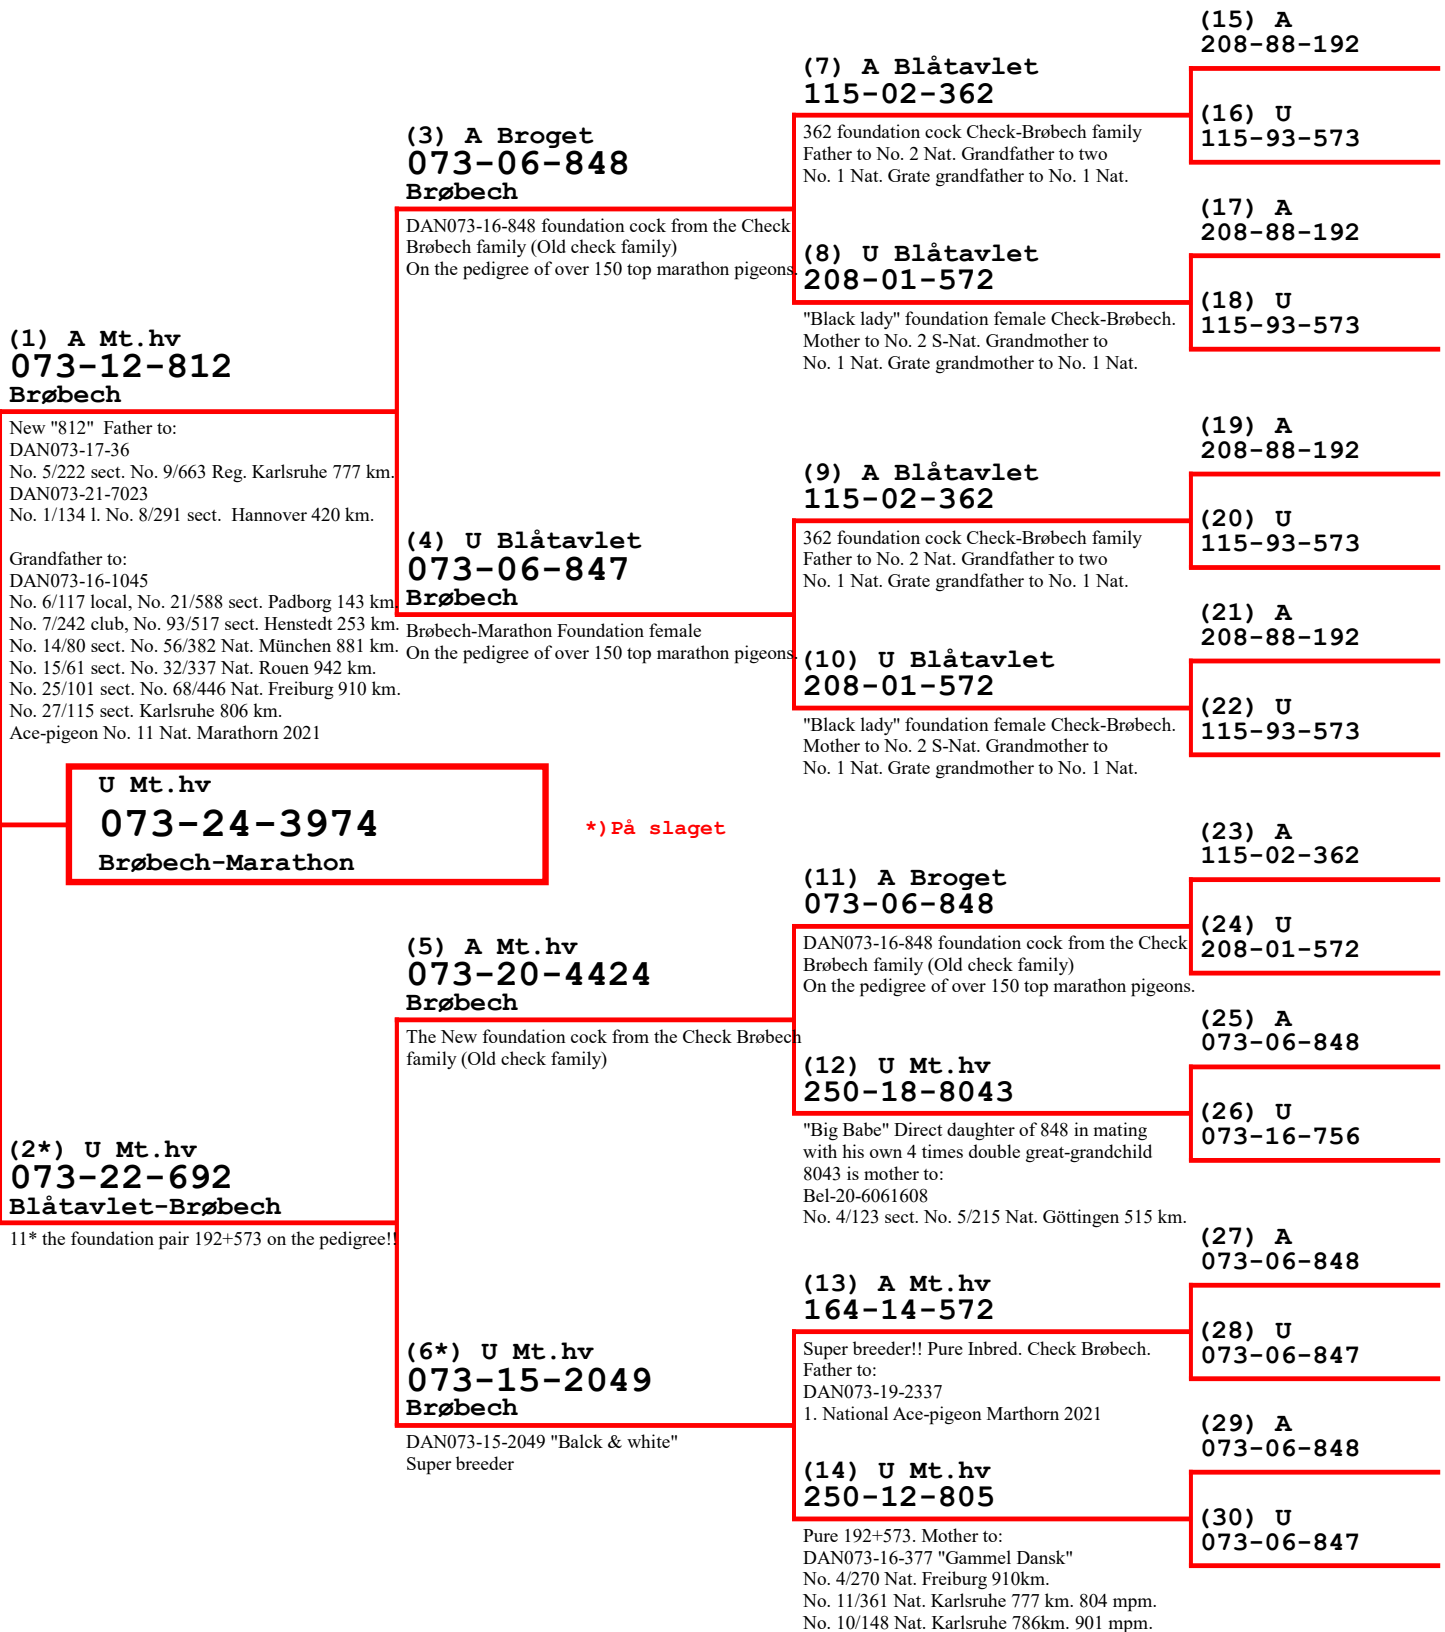 (1) A Mt.hv
073-12-812
Brøbech
New "812"  Father to:
DAN073-17-36
No. 5/222 sect. No. 9/663 Reg. Karlsruhe 777 km.
DAN073-21-7023
No. 1/134 l. No. 8/291 sect.  Hannover 420 km.
Grandfather to:
DAN073-16-1045
No. 6/117 local, No. 21/588 sect. Padborg 143 km.
No. 7/242 club, No. 93/517 sect. Henstedt 253 km.
No. 14/80 sect. No. 56/382 Nat. München 881 km.
No. 15/61 sect. No. 32/337 Nat. Rouen 942 km.
No. 25/101 sect. No. 68/446 Nat. Freiburg 910 km.
No. 27/115 sect. Karlsruhe 806 km.
Ace-pigeon No. 11 Nat. Marathorn 2021
U Mt.hv
073-24-3974
Brøbech-Marathon
*)På slaget
(2*) U Mt.hv
073-22-692
Blåtavlet-Brøbech
11* the foundation pair 192+573 on the pedigree!!
(3) A Broget
073-06-848
Brøbech
DAN073-16-848 foundation cock from the Check
Brøbech family (Old check family)
On the pedigree of over 150 top marathon pigeons.
(4) U Blåtavlet
073-06-847
Brøbech
Brøbech-Marathon Foundation female
On the pedigree of over 150 top marathon pigeons.
(5) A Mt.hv
073-20-4424
Brøbech
The New foundation cock from the Check Brøbech
family (Old check family)
(6*) U Mt.hv
073-15-2049
Brøbech
DAN073-15-2049 "Balck & white"
Super breeder
(7) A Blåtavlet
115-02-362
362 foundation cock Check-Brøbech family
Father to No. 2 Nat. Grandfather to two
No. 1 Nat. Grate grandfather to No. 1 Nat.
(8) U Blåtavlet
208-01-572
"Black lady" foundation female Check-Brøbech.
Mother to No. 2 S-Nat. Grandmother to
No. 1 Nat. Grate grandmother to No. 1 Nat.
(9) A Blåtavlet
115-02-362
362 foundation cock Check-Brøbech family
Father to No. 2 Nat. Grandfather to two
No. 1 Nat. Grate grandfather to No. 1 Nat.
(10) U Blåtavlet
208-01-572
"Black lady" foundation female Check-Brøbech.
Mother to No. 2 S-Nat. Grandmother to
No. 1 Nat. Grate grandmother to No. 1 Nat.
(11) A Broget
073-06-848
DAN073-16-848 foundation cock from the Check
Brøbech family (Old check family)
On the pedigree of over 150 top marathon pigeons.
(12) U Mt.hv
250-18-8043
"Big Babe" Direct daughter of 848 in mating
with his own 4 times double great-grandchild
8043 is mother to:
Bel-20-6061608
No. 4/123 sect. No. 5/215 Nat. Göttingen 515 km.
(13) A Mt.hv
164-14-572
Super breeder!! Pure Inbred. Check Brøbech.
Father to:
DAN073-19-2337
1. National Ace-pigeon Marthorn 2021
(14) U Mt.hv
250-12-805
Pure 192+573. Mother to:
DAN073-16-377 "Gammel Dansk"
No. 4/270 Nat. Freiburg 910km.
No. 11/361 Nat. Karlsruhe 777 km. 804 mpm.
No. 10/148 Nat. Karlsruhe 786km. 901 mpm.
(15) A
208-88-192
(16) U
115-93-573
(17) A
208-88-192
(18) U
115-93-573
(19) A
208-88-192
(20) U
115-93-573
(21) A
208-88-192
(22) U
115-93-573
(23) A
115-02-362
(24) U
208-01-572
(25) A
073-06-848
(26) U
073-16-756
(27) A
073-06-848
(28) U
073-06-847
(29) A
073-06-848
(30) U
073-06-847